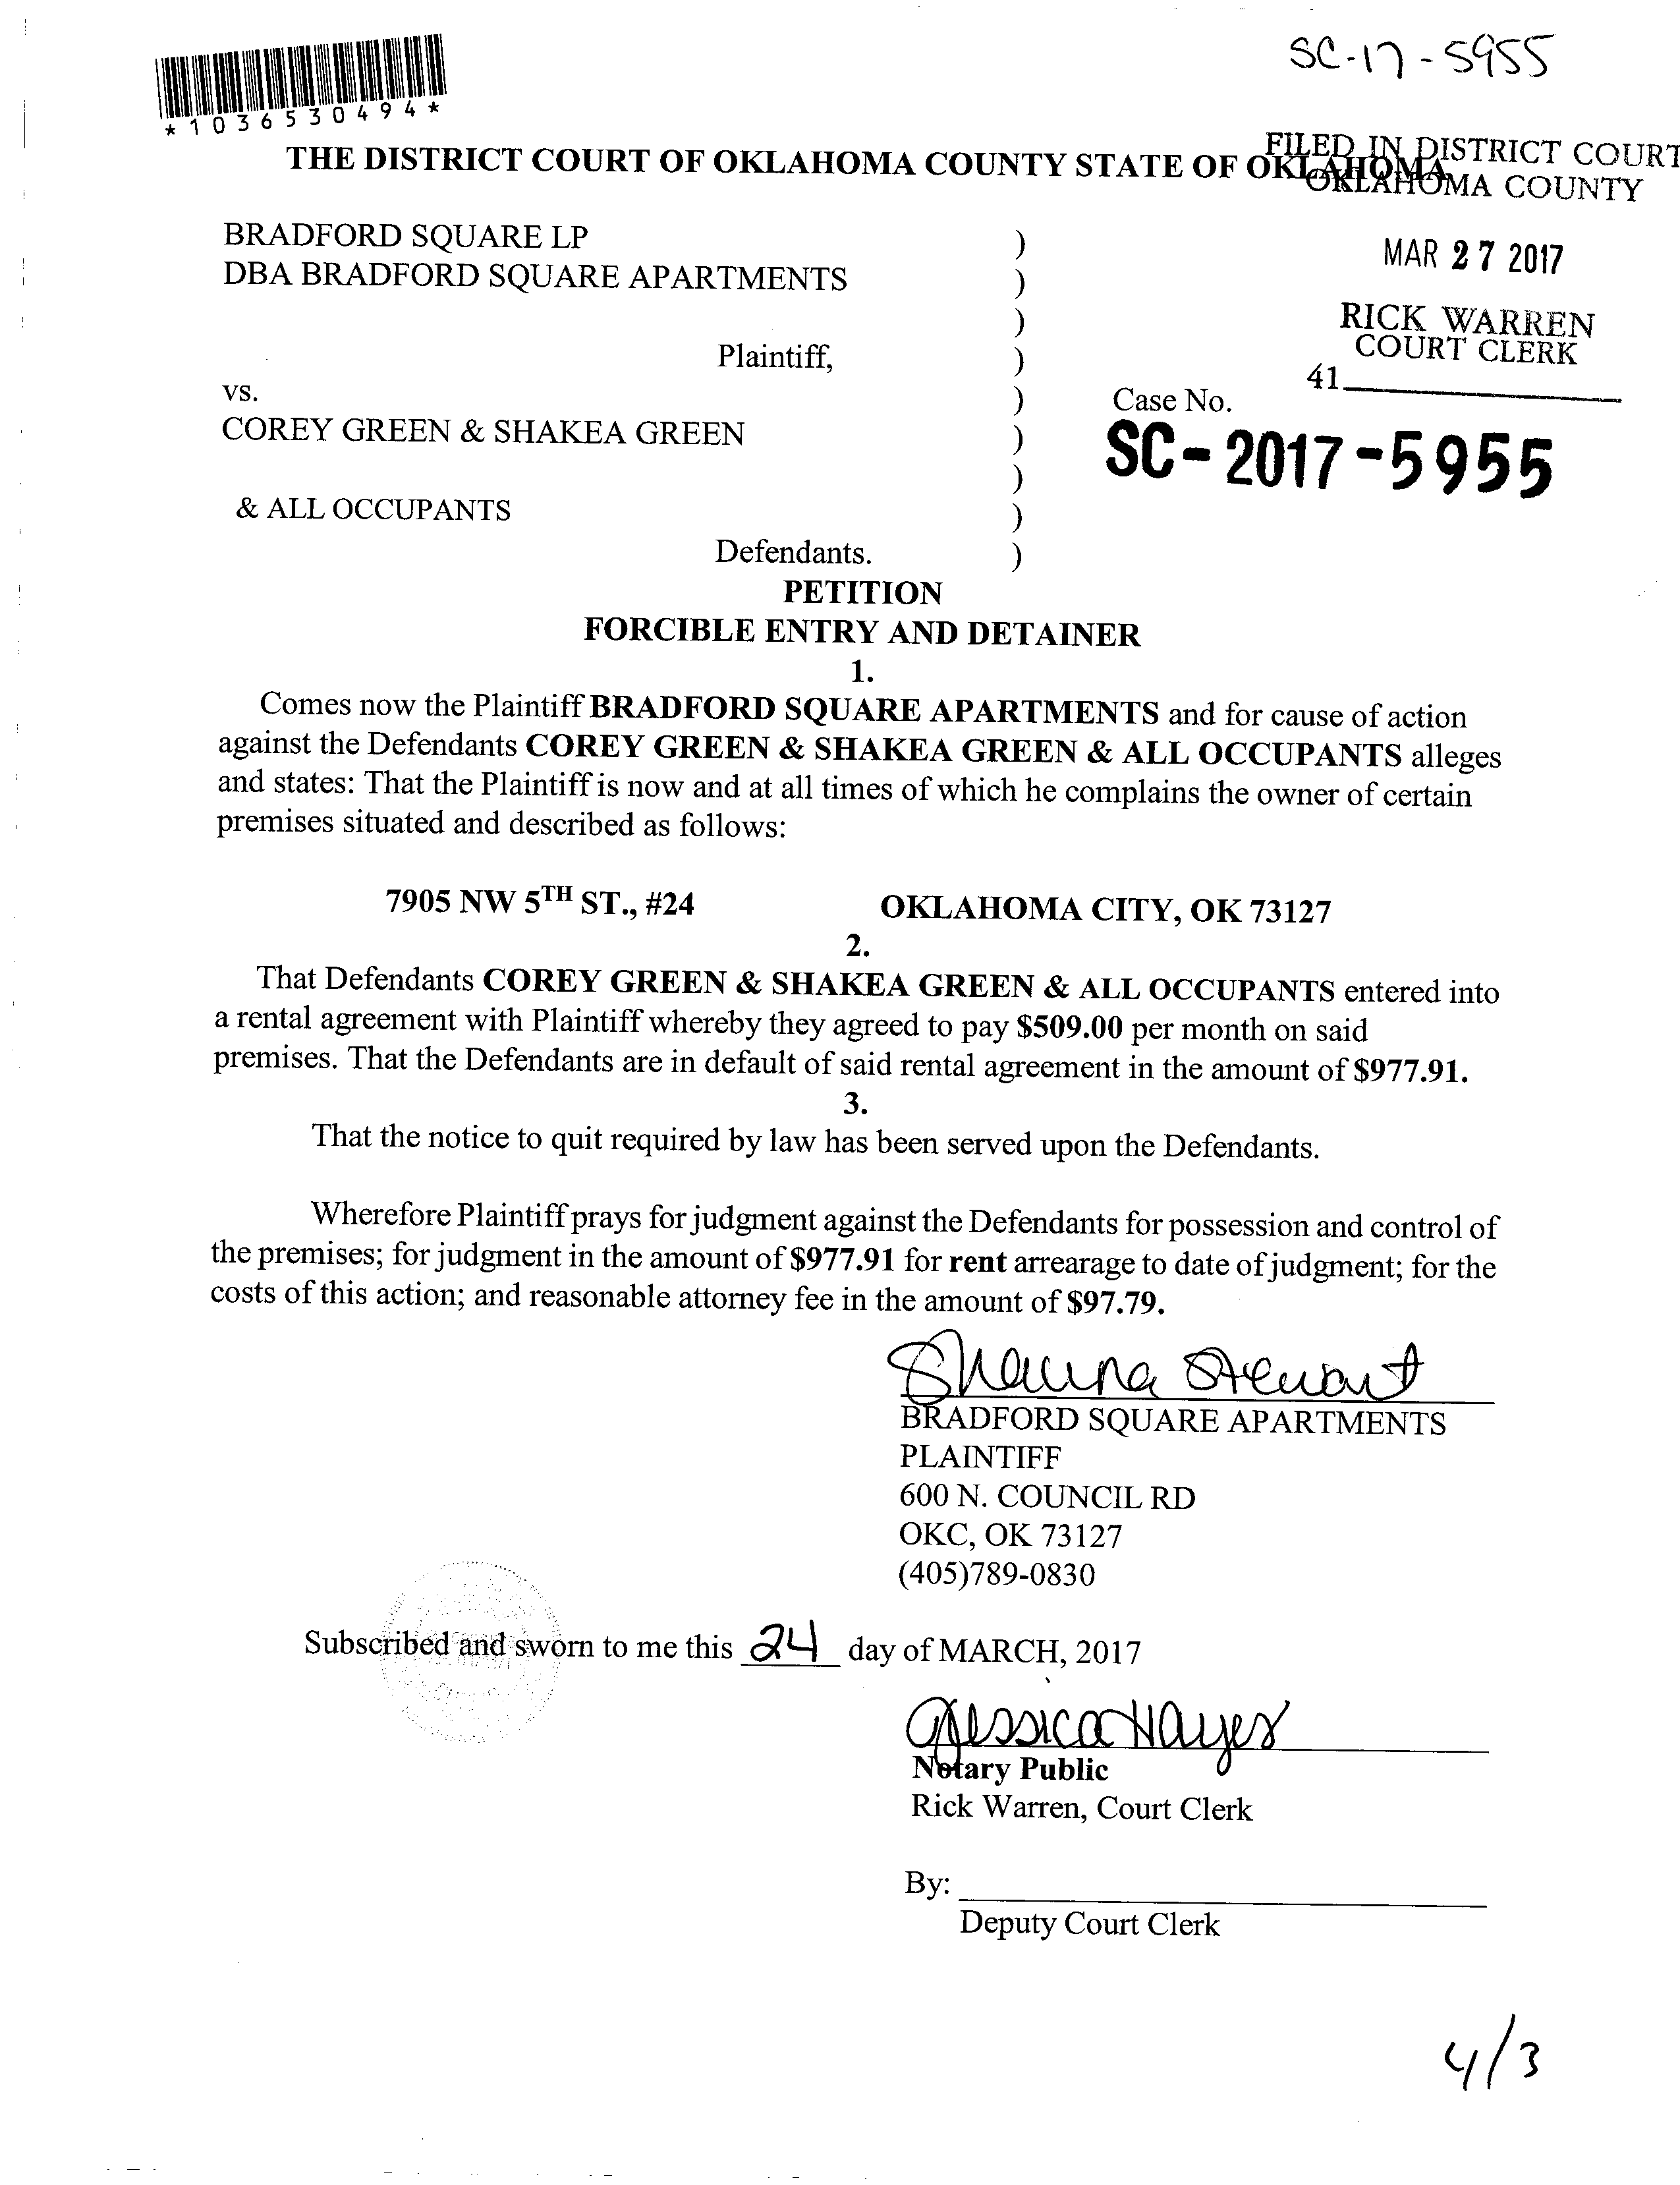 SC-17-5955
*1036530494*
FILED IN DISTRICT COURT
OKLAHOMA COUNTY
THE DISTRICT COURT OF OKLAHOMA COUNTY STATE OF OKLAHOMA
BRADFORD SQUARE LP )
DBA BRADFORD SQUARE APARTMENTS )
MAR 27 2017
)
RICK WARREN
COURT CLERK
Plaintiff, )
41
vs. )
Case No.
COREY GREEN & SHAKEA GREEN )
SC-2017-5955
)
& ALL OCCUPANTS )
Defendants. )
PETITION
FORCIBLE ENTRY AND DETAINER
1.
Comes now the Plaintiff BRADFORD SQUARE APARTMENTS and for cause of action
against the Defendants COREY GREEN & SHAKEA GREEN & ALL OCCUPANTS alleges
and states: That the Plaintiff is now and at all times of which he complains the owner of certain
premises situated and described as follows:
7905 NW 5TH ST., #24 OKLAHOMA CITY, OK 73127
2.
That Defendants COREY GREEN & SHAKEA GREEN & ALL OCCUPANTS entered into
a rental agreement with Plaintiff whereby they agreed to pay $509.00 per month on said
premises. That the Defendants are in default of said rental agreement in the amount of $977.91.
3.
That the notice to quit required by law has been served upon the Defendants.
Wherefore Plaintiff prays for judgment against the Defendants for possession and control of
the premises; for judgment in the amount of $977.91 for rent arrearage to date of judgment; for the
costs of this action; and reasonable attorney fee in the amount of $97.79.
Shauna Stewart
BRADFORD SQUARE APARTMENTS
PLAINTIFF
600 N. COUNCIL RD
OKC, OK 73127
(405)789-0830
Subscribed and sworn to me this 24 day of MARCH, 2017
Jessica Hayes
Notary Public
Rick Warren, Court Clerk
By:
Deputy Court Clerk
4/3